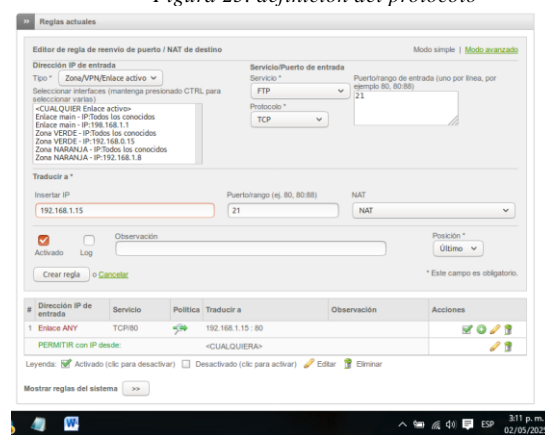 Figura 25. definición del protocolo
Reglas actuales
Editor de regla de reenvio de puerto / NAT de destino
Modo simple | Modo avanzado
Dirección IP de entrada
Tipo * Zona/VPN/Enlace activo
Seleccionar interfaces (mantenga presionado CTRL para
seleccionar varias)
<CUALQUIER Enlace activo>
Enlace main - IP:Todos los conocidos
Enlace main - IP:198.168.1.1
Zona VERDE - IP:Todos los conocidos
Zona VERDE - IP:192.168.0.15
Zona NARANJA - IP:Todos los conocidos
Zona NARANJA - IP:192.168.1.8
Servicio/Puerto de entrada
Servicio *
FTP
Protocolo *
TCP
Puerto/rango de entrada (uno por línea, por
ejemplo 80, 80:88)
21
Traducir a *
Insertar IP
192.168.1.15
Puerto/rango (ej. 80, 80:88)
21
NAT
NAT
Activado
Log
Observación
Posición *
Último
Crear regla o Cancelar
* Este campo es obligatorio.
# Dirección IP de entrada Servicio Política Traducir a Observación Acciones
1 Enlace ANY TCP/80 192.168.1.15 : 80
PERMITIR con IP desde: <CUALQUIERA>
Leyenda: Activado (clic para desactivar) Desactivado (clic para activar) Editar Eliminar
Mostrar reglas del sistema >>
ESP
3:11 p. m.
02/05/2025